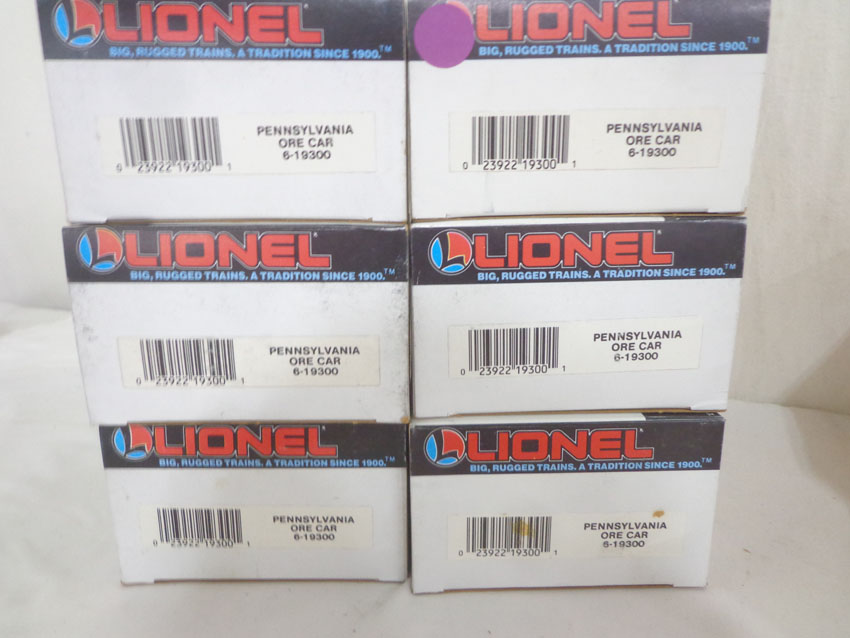 LIONEL
BIG, RUGGED TRAINS. A TRADITION SINCE 1900.™
PENNSYLVANIA
ORE CAR
6-19300
0 23922 19300 1
LIONEL
BIG, RUGGED TRAINS. A TRADITION SINCE 1900.™
PENNSYLVANIA
ORE CAR
6-19300
0 23922 19300 1
LIONEL
BIG, RUGGED TRAINS. A TRADITION SINCE 1900.™
PENNSYLVANIA
ORE CAR
6-19300
0 23922 19300 1
LIONEL
BIG, RUGGED TRAINS. A TRADITION SINCE 1900.™
PENNSYLVANIA
ORE CAR
6-19300
0 23922 19300 1
LIONEL
BIG, RUGGED TRAINS. A TRADITION SINCE 1900.™
PENNSYLVANIA
ORE CAR
6-19300
0 23922 19300 1
LIONEL
BIG, RUGGED TRAINS. A TRADITION SINCE 1900.™
PENNSYLVANIA
ORE CAR
6-19300
0 23922 19300 1